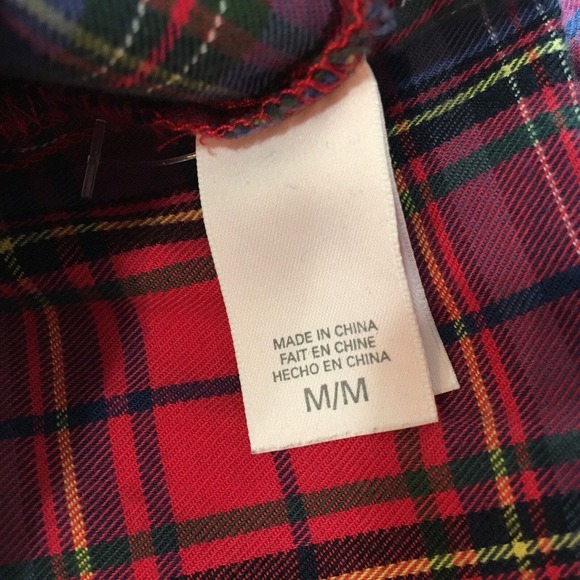 MADE IN CHINA
FAIT EN CHINE
HECHO EN CHINA
M/M